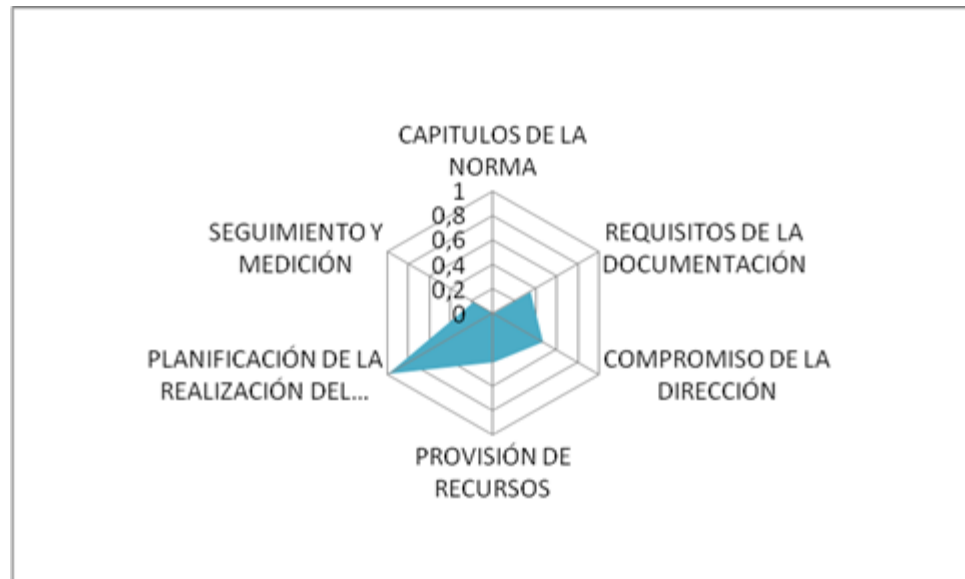 CAPITULOS DE LA
NORMA
1
0,8
0,6
0,4
0,2
0
REQUISITOS DE LA
DOCUMENTACIÓN
COMPROMISO DE LA
DIRECCIÓN
PROVISIÓN DE
RECURSOS
PLANIFICACIÓN DE LA
REALIZACIÓN DEL...
SEGUIMIENTO Y
MEDICIÓN